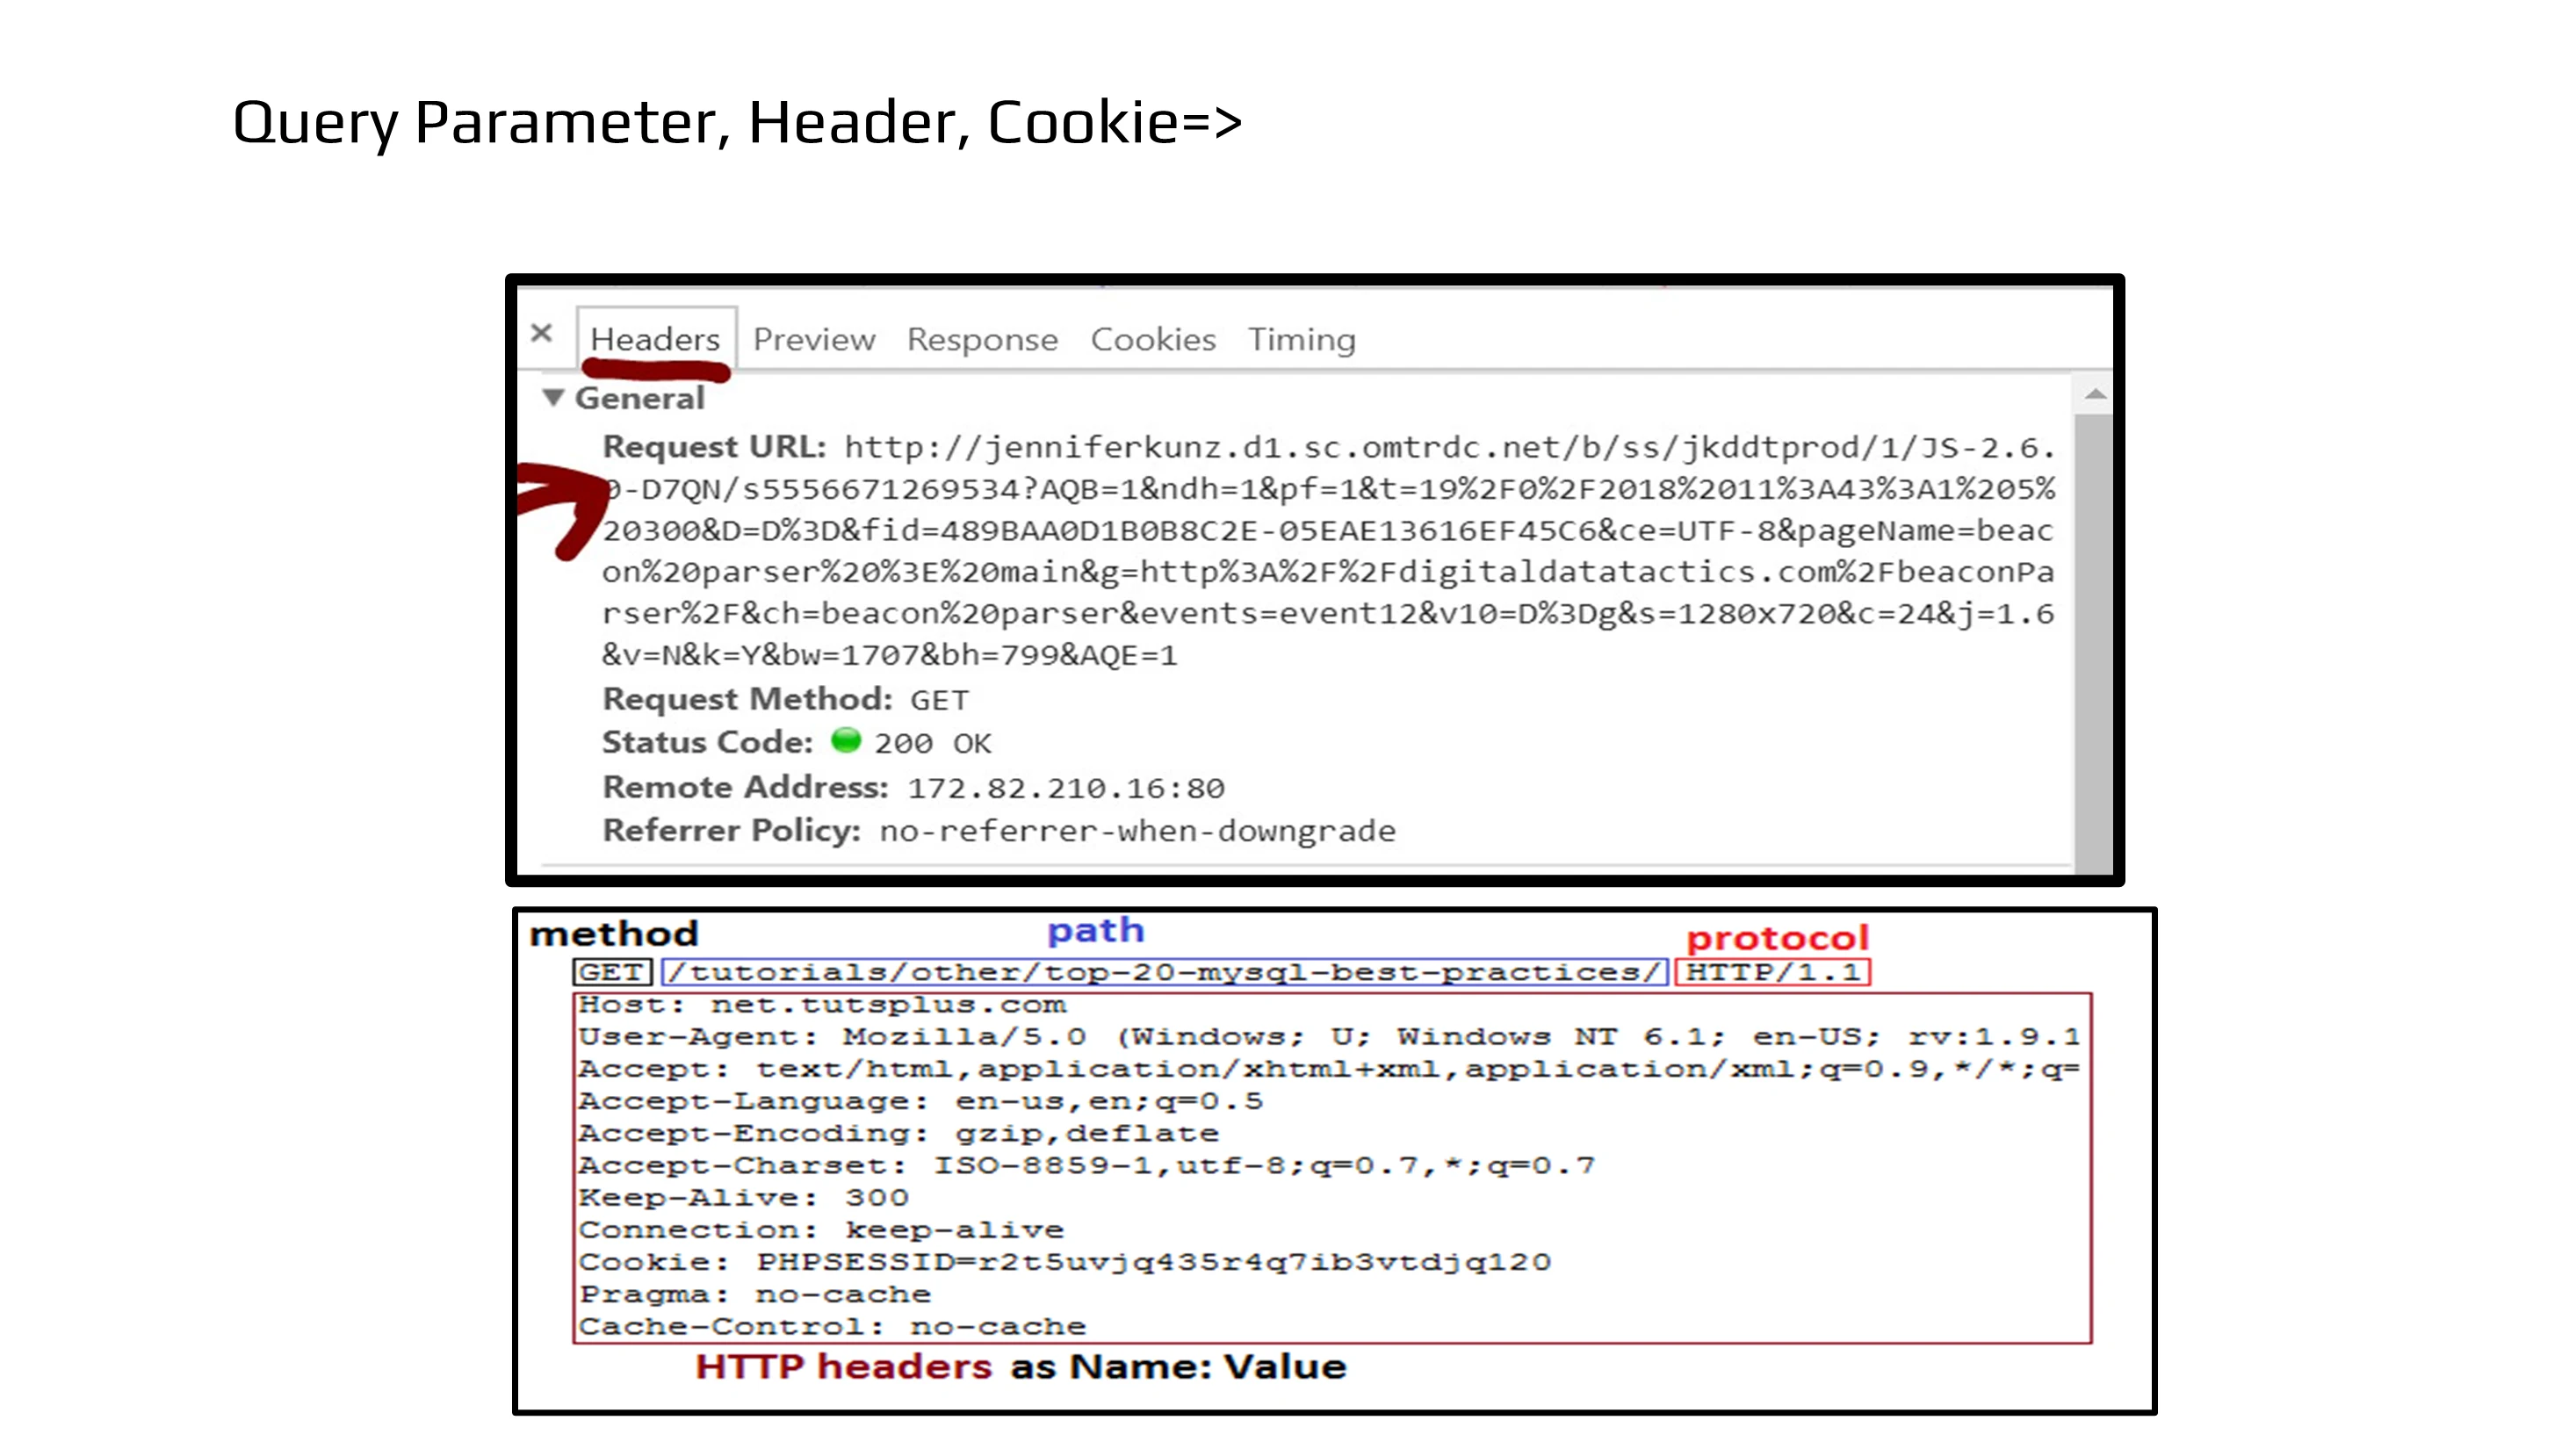 Query Parameter, Header, Cookie=>
× Headers Preview Response Cookies Timing
▼ General
Request URL: http://jenniferkunz.d1.sc.omtrdc.net/b/ss/jkddtprod/1/JS-2.6.
0-D7QN/s5556671269534?AQB=1&ndh=1&pf=1&t=19%2F0%2F2018%2011%3A43%3A1%205%
20300&D=D%3D&fid=489BAA0D1B0B8C2E-05EAE13616EF45C6&ce=UTF-8&pageName=beac
on%20parser%20%3E%20main&g=http%3A%2F%2Fdigitaldatatactics.com%2FbeaconPa
rser%2F&ch=beacon%20parser&events=event12&v10=D%3Dg&s=1280x720&c=24&j=1.6
&v=N&k=Y&bw=1707&bh=799&AQE=1
Request Method: GET
Status Code: 200 OK
Remote Address: 172.82.210.16:80
Referrer Policy: no-referrer-when-downgrade
method path protocol
GET /tutorials/other/top-20-mysql-best-practices/ HTTP/1.1
Host: net.tutsplus.com
User-Agent: Mozilla/5.0 (Windows; U; Windows NT 6.1; en-US; rv:1.9.1
Accept: text/html,application/xhtml+xml,application/xml;q=0.9,*/*;q=
Accept-Language: en-us,en;q=0.5
Accept-Encoding: gzip,deflate
Accept-Charset: ISO-8859-1,utf-8;q=0.7,*;q=0.7
Keep-Alive: 300
Connection: keep-alive
Cookie: PHPSESSID=r2t5uvjq435r4q7ib3vtdjq120
Pragma: no-cache
Cache-Control: no-cache
HTTP headers as Name: Value